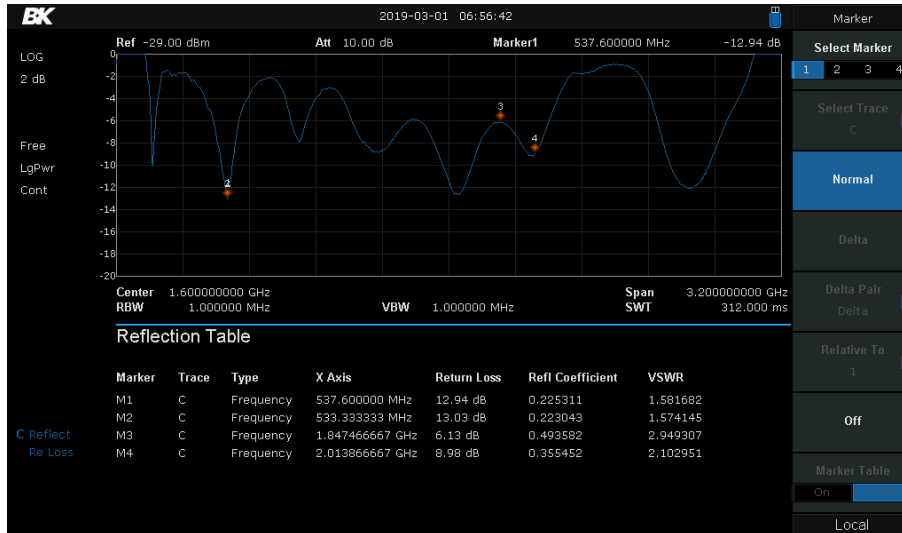 BK 2019-03-01 06:56:42 Marker
Ref -29.00 dBm Att 10.00 dB Marker1 537.600000 MHz -12.94 dB
Select Marker
1 2 3 4
LOG
2 dB
Free
LgPwr
Cont
0
-2
-4
-6
-8
-10
-12
-14
-16
-18
-20
2
3
4
Select Trace
C
Normal
Delta
Delta Pair
Delta
Relative To
1
Off
Marker Table
On
Local
Center 1.600000000 GHz Span 3.200000000 GHz
RBW 1.000000 MHz VBW 1.000000 MHz SWT 312.000 ms
Reflection Table
Marker Trace Type X Axis Return Loss Refl Coefficient VSWR
M1 C Frequency 537.600000 MHz 12.94 dB 0.225311 1.581682
M2 C Frequency 533.333333 MHz 13.03 dB 0.223043 1.574145
M3 C Frequency 1.847466667 GHz 6.13 dB 0.493582 2.949307
M4 C Frequency 2.013866667 GHz 8.98 dB 0.355452 2.102951
C Reflect
Re Loss